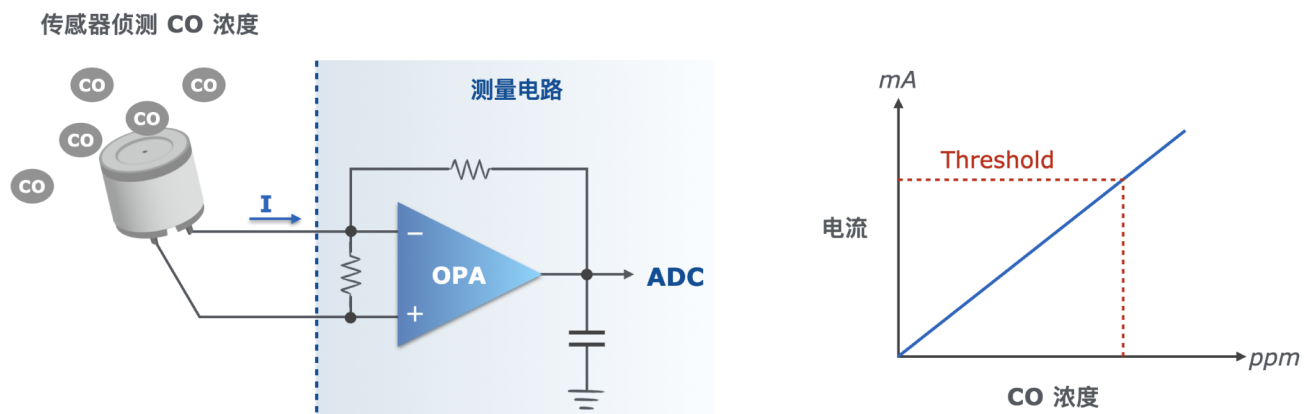 传感器侦测 CO 浓度
CO
CO
CO
CO
CO
I
测量电路
−
OPA
+
ADC
mA
Threshold
电流
ppm
CO 浓度